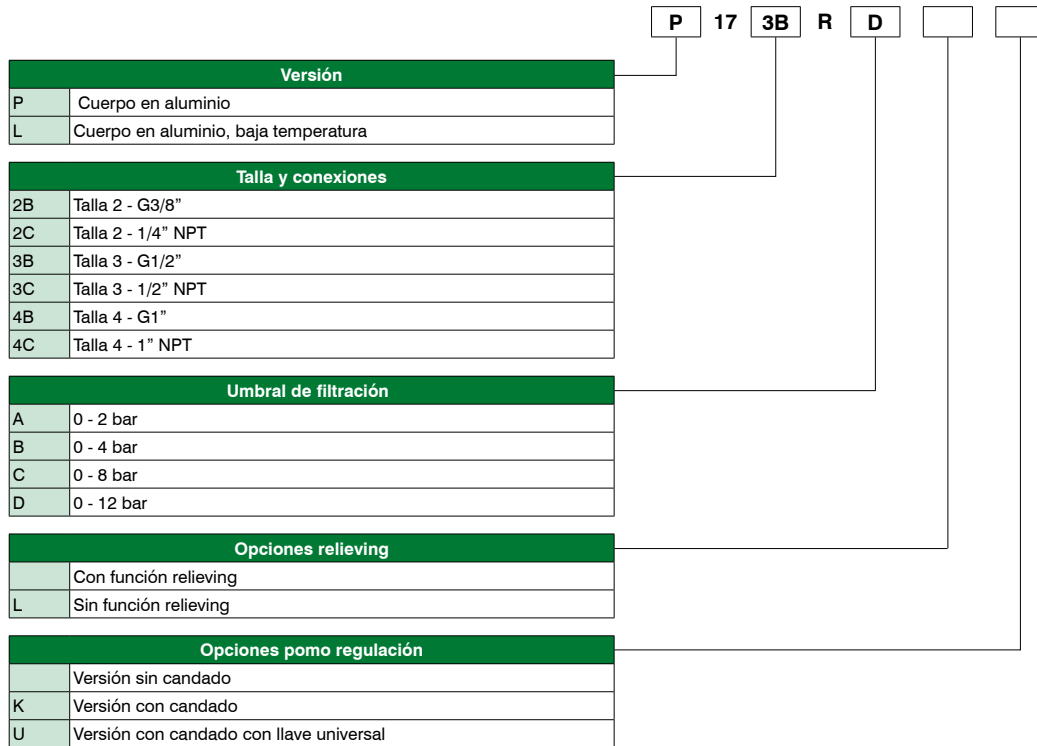 P 17 3B R D
Versión
P Cuerpo en aluminio
L Cuerpo en aluminio, baja temperatura
Talla y conexiones
2B Talla 2 - G3/8”
2C Talla 2 - 1/4” NPT
3B Talla 3 - G1/2”
3C Talla 3 - 1/2” NPT
4B Talla 4 - G1”
4C Talla 4 - 1” NPT
Umbral de filtración
A 0 - 2 bar
B 0 - 4 bar
C 0 - 8 bar
D 0 - 12 bar
Opciones relieving
Con función relieving
L Sin función relieving
Opciones pomo regulación
Versión sin candado
K Versión con candado
U Versión con candado con llave universal